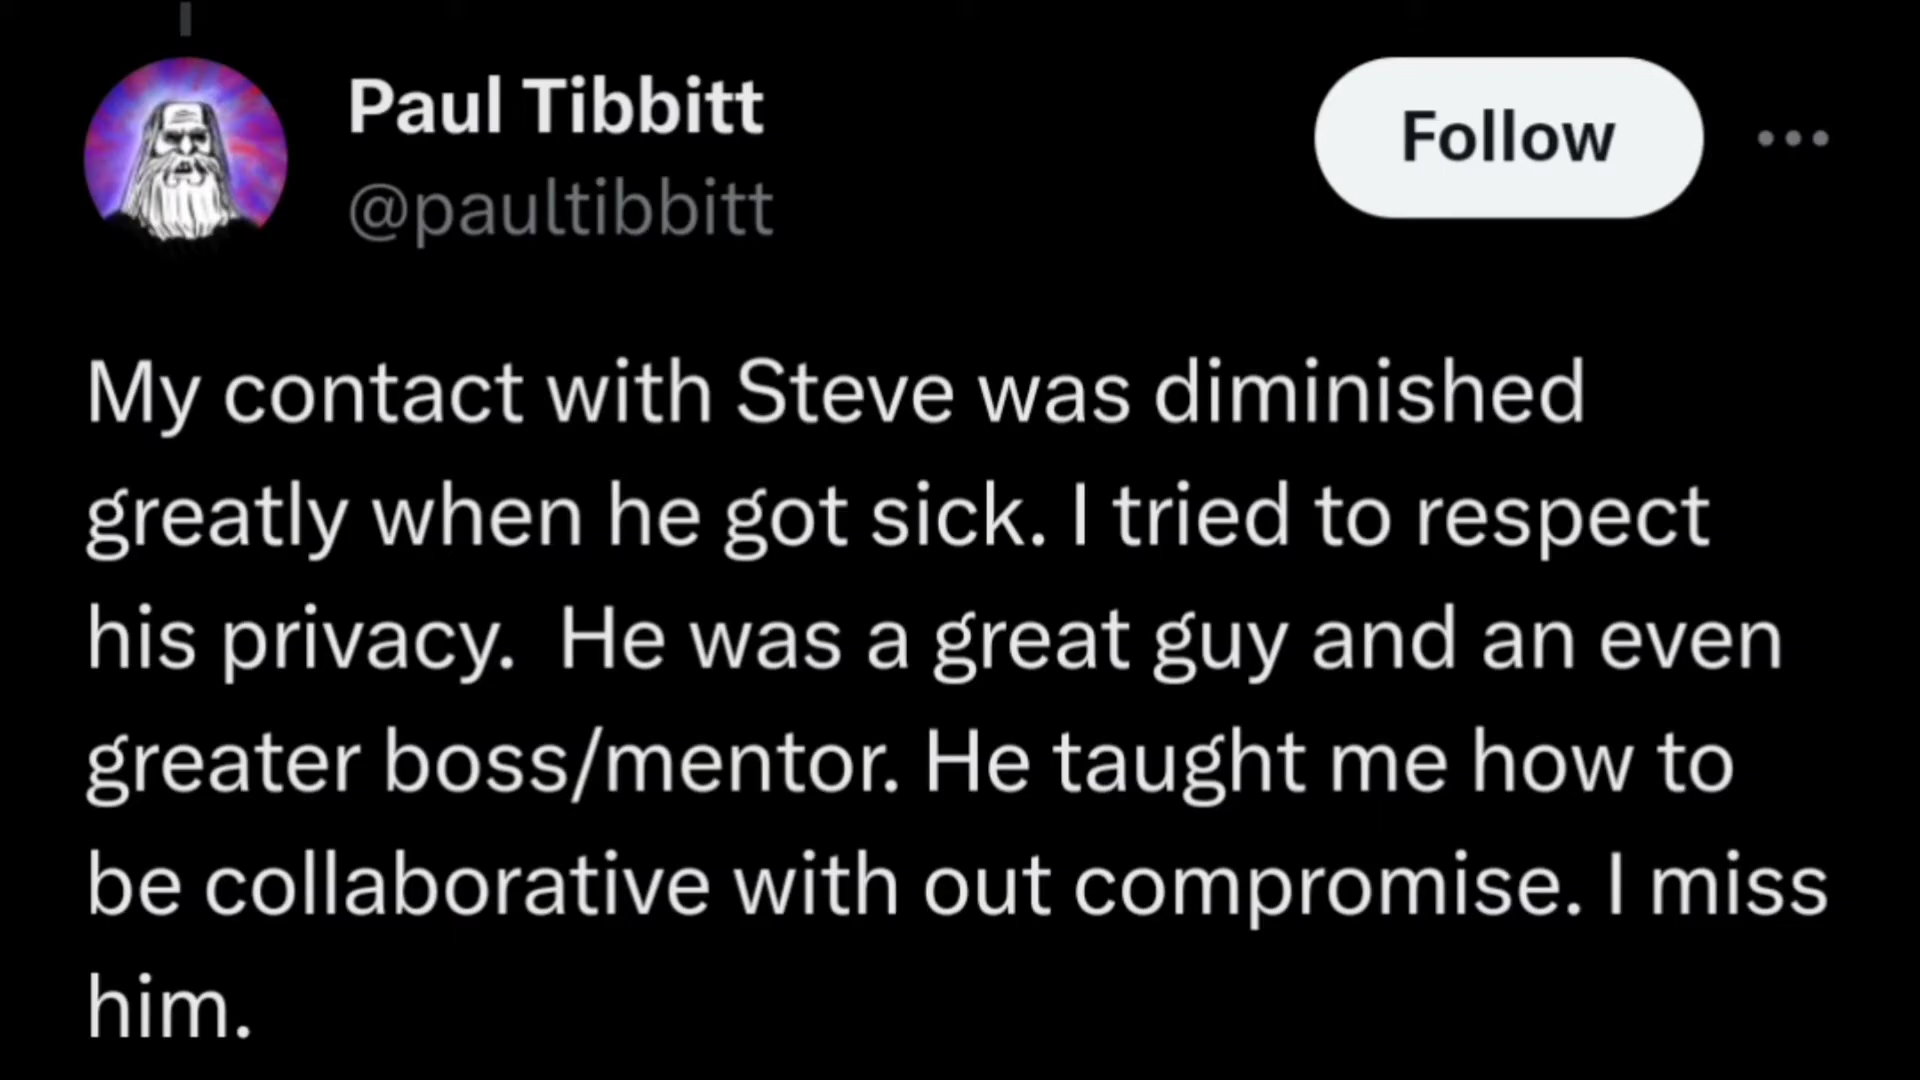 Paul Tibbitt
@paultibbitt
Follow
My contact with Steve was diminished
greatly when he got sick. I tried to respect
his privacy.  He was a great guy and an even
greater boss/mentor. He taught me how to
be collaborative with out compromise. I miss
him.